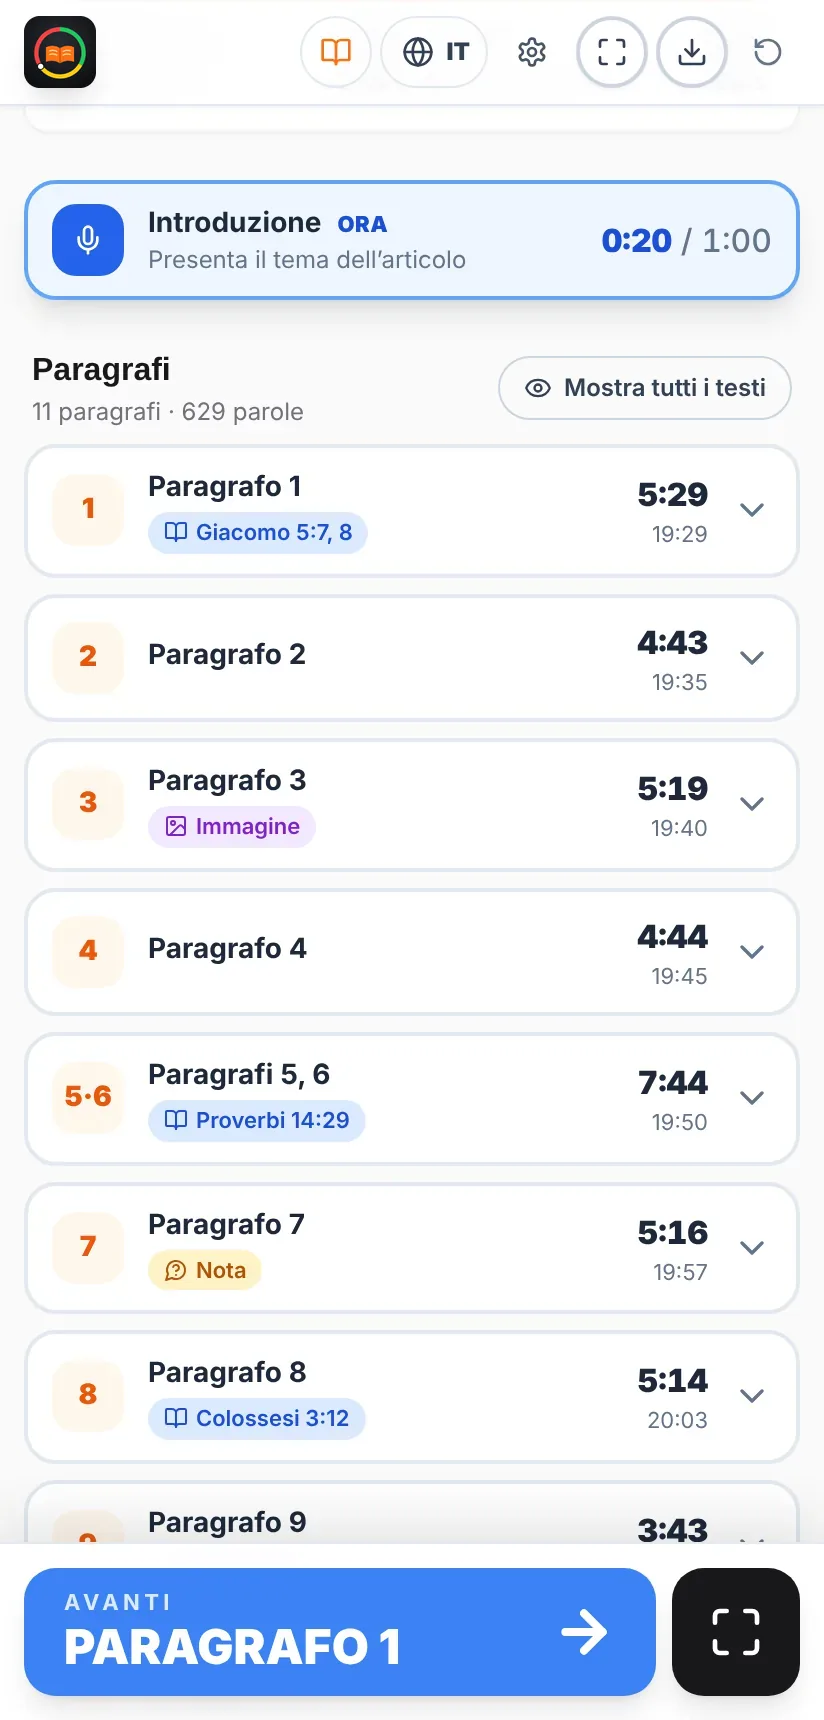 IT
Introduzione ORA
Presenta il tema dell’articolo
0:20 / 1:00
Paragrafi
11 paragrafi · 629 parole
Mostra tutti i testi
1
Paragrafo 1
Giacomo 5:7, 8
5:29
19:29
2
Paragrafo 2
4:43
19:35
3
Paragrafo 3
Immagine
5:19
19:40
4
Paragrafo 4
4:44
19:45
5·6
Paragrafi 5, 6
Proverbi 14:29
7:44
19:50
7
Paragrafo 7
Nota
5:16
19:57
8
Paragrafo 8
Colossesi 3:12
5:14
20:03
9
Paragrafo 9
3:43
AVANTI
PARAGRAFO 1